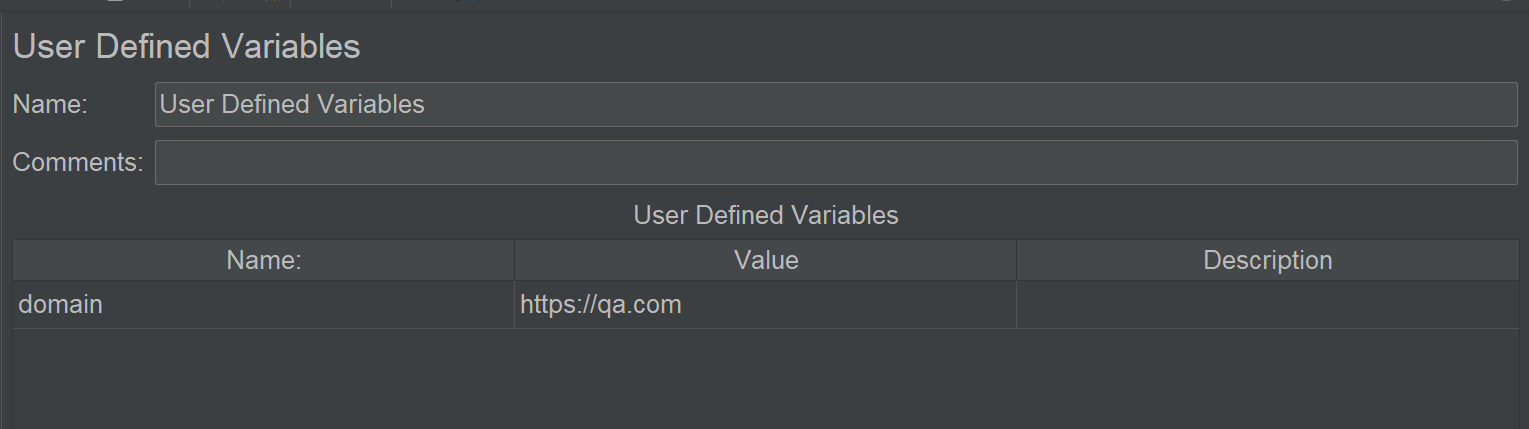 User Defined Variables
Name: User Defined Variables
Comments:
User Defined Variables
Name: Value Description
domain https://qa.com